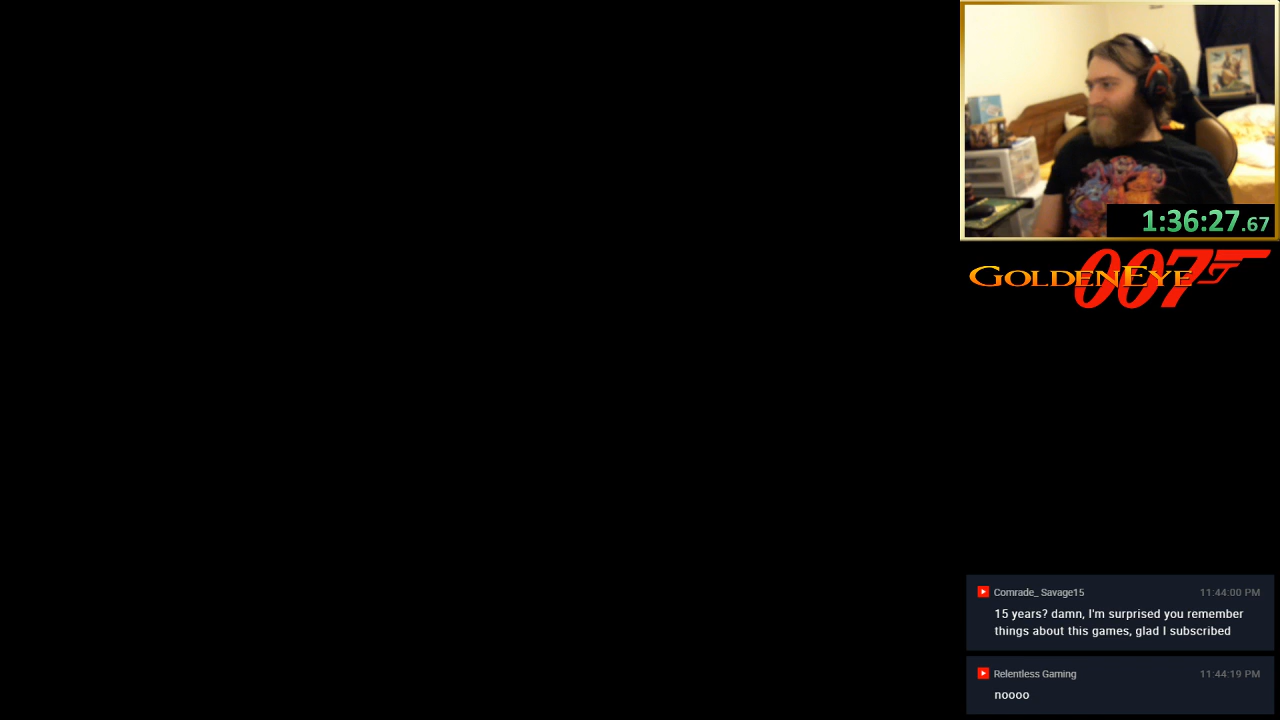 1:36:27.67
GOLDENEYE 007
Comrade_ Savage15 11:44:00 PM
15 years? damn, I'm surprised you remember
things about this games, glad I subscribed
Relentless Gaming 11:44:19 PM
noooo